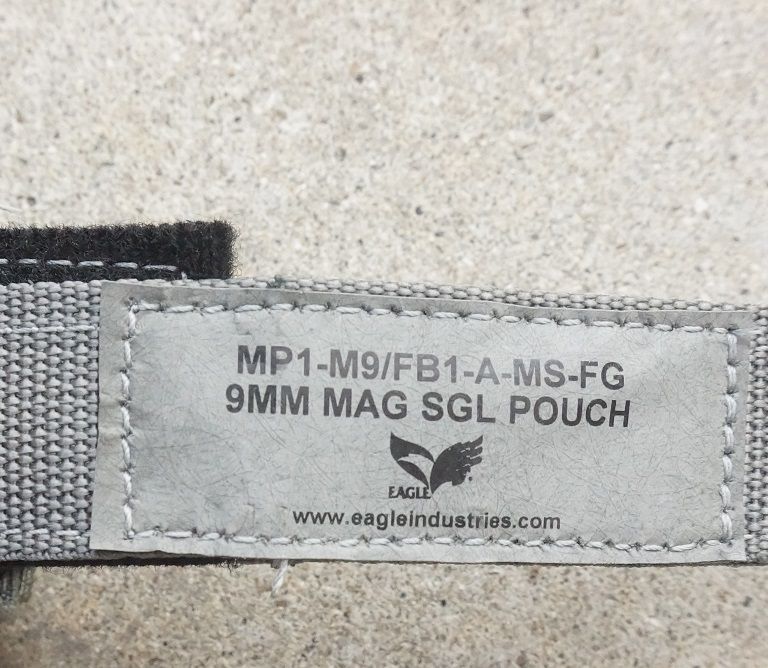 MP1-M9/FB1-A-MS-FG
9MM MAG SGL POUCH
EAGLE
www.eagleindustries.com